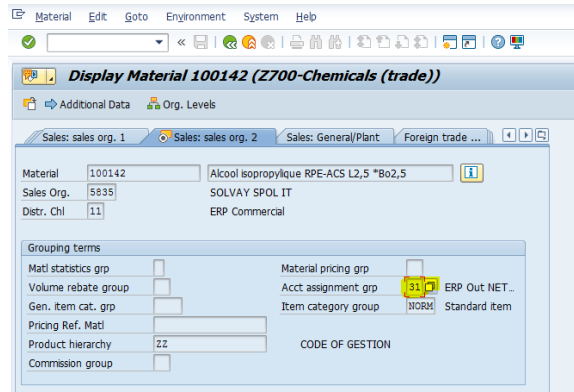 Material Edit Goto Environment System Help
Display Material 100142 (Z700-Chemicals (trade))
Additional Data Org. Levels
Sales: sales org. 1 Sales: sales org. 2 Sales: General/Plant Foreign trade ...
Material 100142 Alcool isopropylique RPE-ACS L2,5 *Bo2,5
Sales Org. 5835 SOLVAY SPOL IT
Distr. Chl 11 ERP Commercial
Grouping terms
Matl statistics grp Material pricing grp
Volume rebate group Acct assignment grp 31 ERP Out NET...
Gen. item cat. grp Item category group NORM Standard item
Pricing Ref. Matl
Product hierarchy ZZ CODE OF GESTION
Commission group